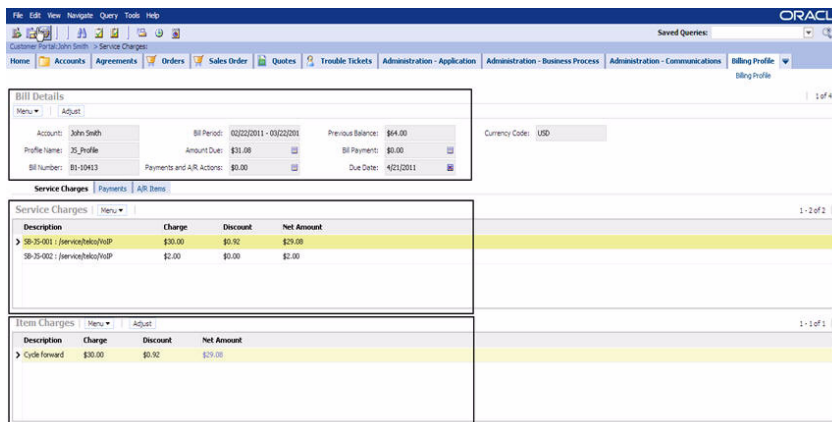 File Edit View Navigate Query Tools Help
ORACL
Saved Queries:
Customer Portal:John Smith > Service Charges:
Home Accounts Agreements Orders Sales Order Quotes Trouble Tickets Administration - Application Administration - Business Process Administration - Communications Billing Profile
Billing Profile
Bill Details 1 of 4
Menu Adjust
Account: John Smith Bill Period: 02/22/2011 - 03/22/201 Previous Balance: $64.00 Currency Code: USD
Profile Name: JS_Profile Amount Due: $31.08 Bill Payment: $0.00
Bill Number: B1-10413 Payments and A/R Actions: $0.00 Due Date: 4/21/2011
Service Charges Payments A/R Items
Service Charges Menu 1 - 2 of 2
Description Charge Discount Net Amount
SB-JS-001 : /service/telco/VoIP $30.00 $0.92 $29.08
SB-JS-002 : /service/telco/VoIP $2.00 $0.00 $2.00
Item Charges Menu Adjust 1 - 1 of 1
Description Charge Discount Net Amount
Cycle forward $30.00 $0.92 $29.08